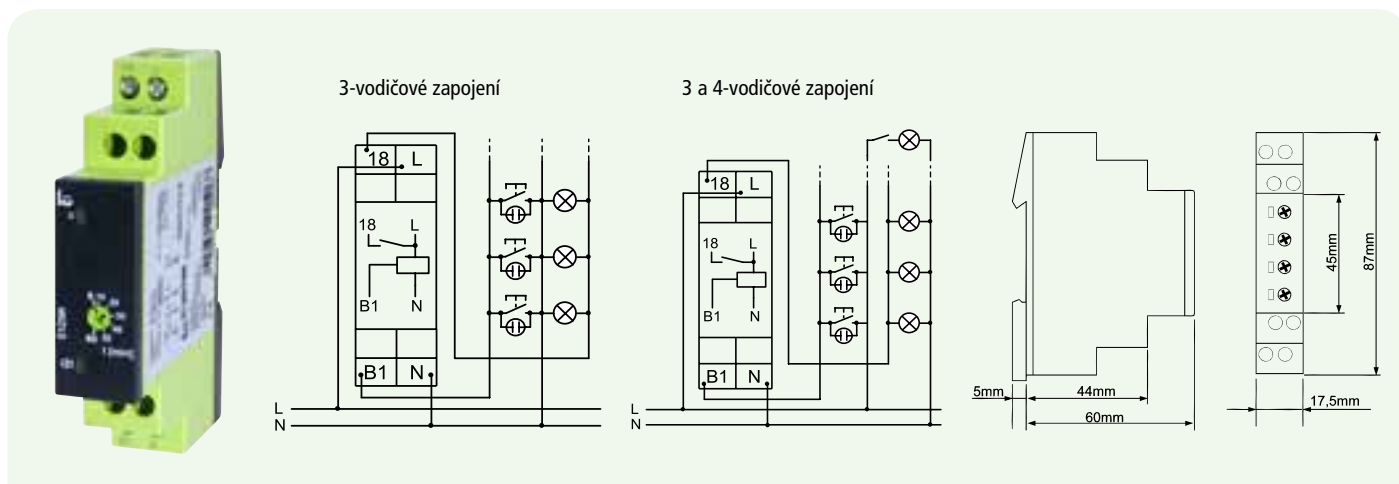 3-vodičové zapojení
18 L
18 L
B1 N
B1 N
L
N
3 a 4-vodičové zapojení
18 L
18 L
B1 N
B1 N
L
N
5mm
44mm
60mm
45mm
87mm
17,5mm